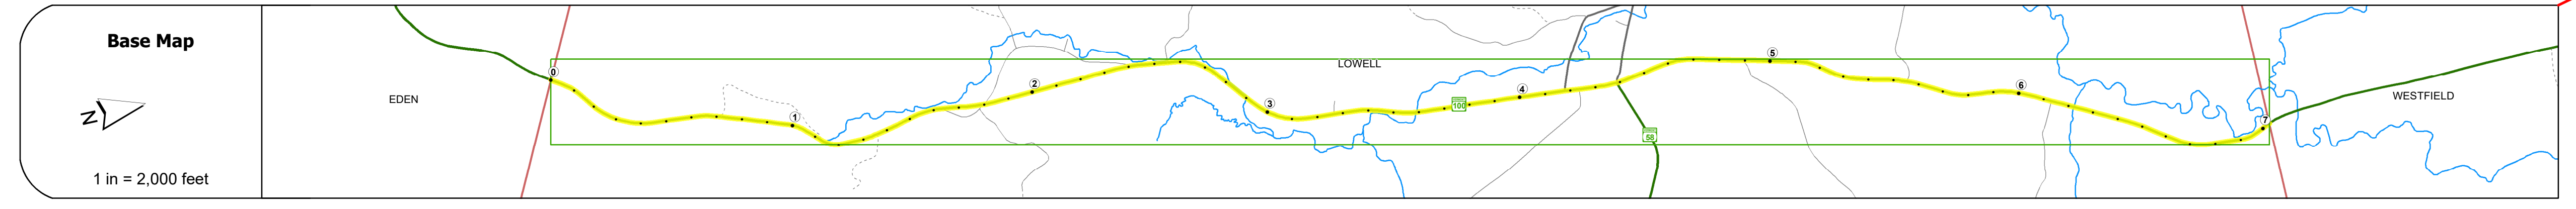 Base Map
N
1 in = 2,000 feet
EDEN
0
1
2
3
LOWELL
100
4
58
5
6
7
WESTFIELD